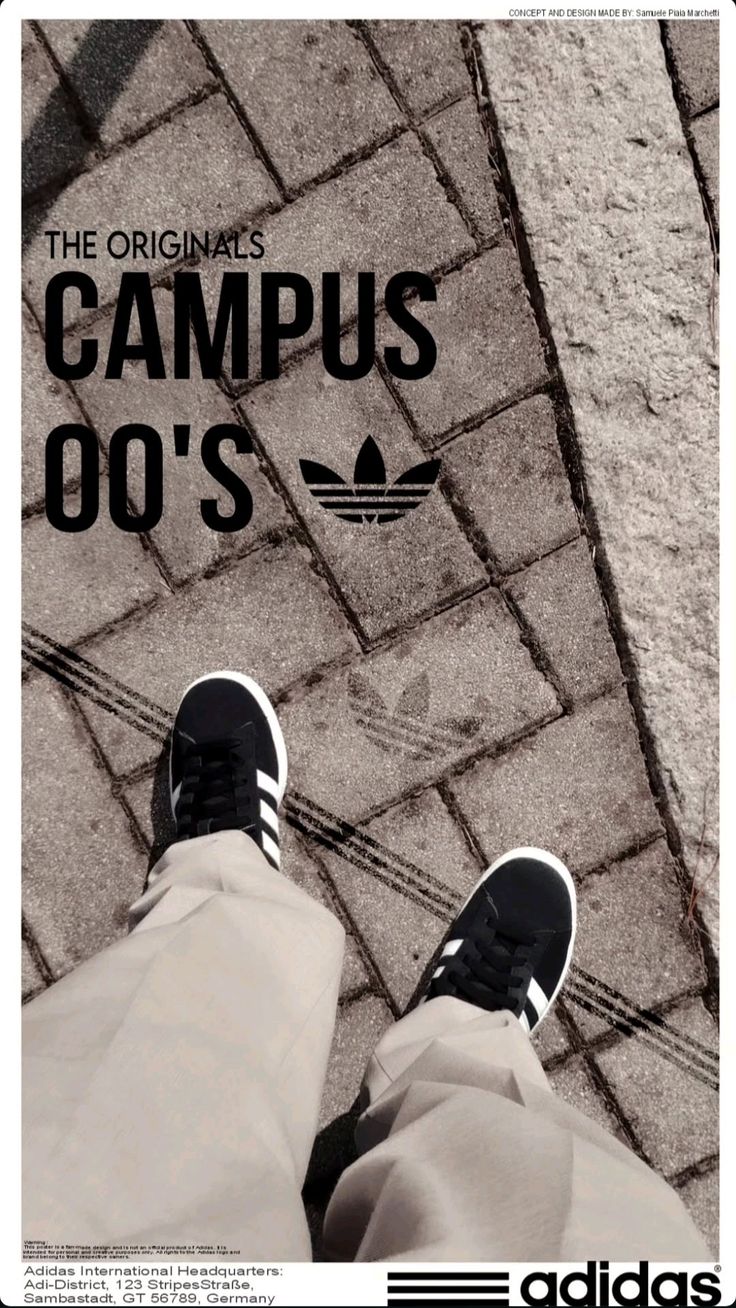 CONCEPT AND DESIGN MADE BY: Samuele Piaia Marchetti
THE ORIGINALS
CAMPUS
00'S
Warning:
This poster is a fan-made design and is not an official product of Adidas. It is
intended for personal and creative purposes only. All rights to the Adidas logo and
brand belong to their respective owners.
Adidas International Headquarters:
Adi-District, 123 StripesStraße,
Sambastadt, GT 56789, Germany
adidas®